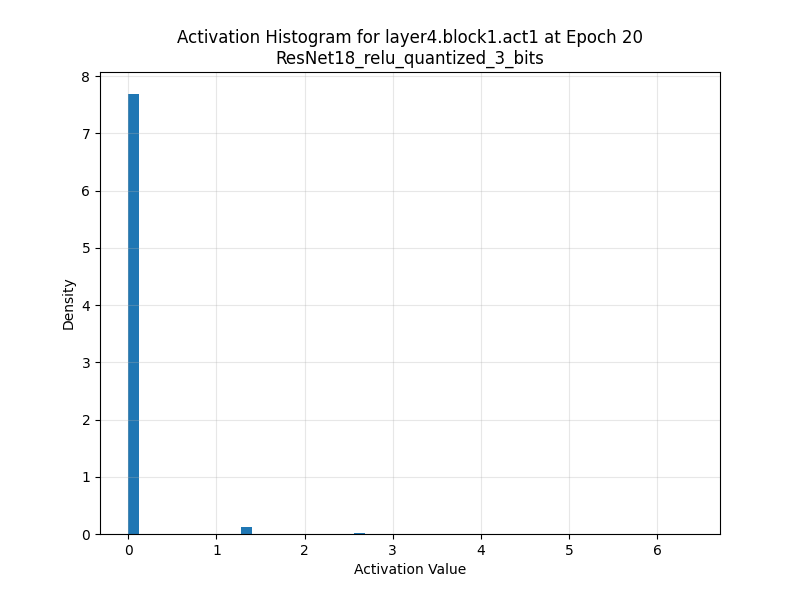 Activation Histogram for layer4.block1.act1 at Epoch 20
ResNet18_relu_quantized_3_bits
8
7
6
5
4
3
2
1
0
Density
0 1 2 3 4 5 6
Activation Value